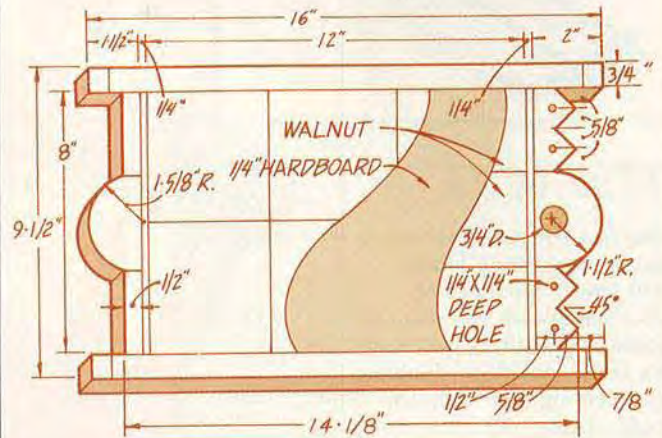 16"
1-1/2"
12"
2"
1/4"
1/4"
3/4"
5/8"
8"
WALNUT
1/4" HARDBOARD
1-5/8" R.
9-1/2"
3/4" D.
1-1/2" R.
1/2"
1/4" X 1/4"
DEEP
HOLE
45°
1/2"
5/8"
7/8"
14-1/8"